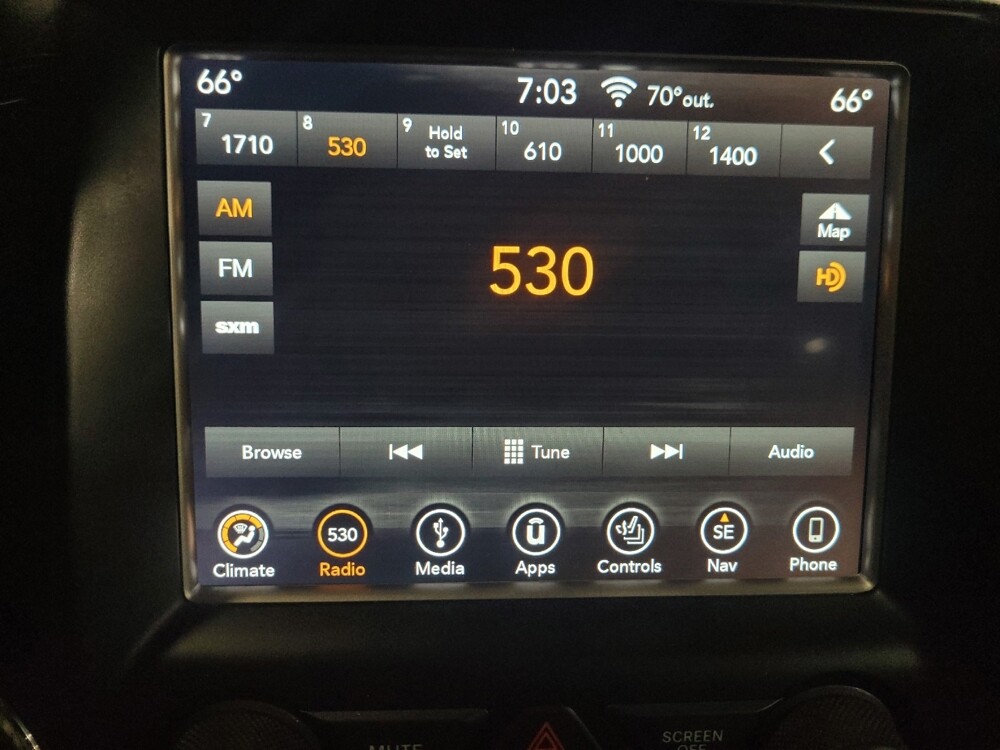 66° 7:03 70° out. 66°
7 1710 8 530 9 Hold to Set 10 610 11 1000 12 1400
AM
530
Map
FM
HD
sxm
Browse Tune Audio
530 ū SE
Climate Radio Media Apps Controls Nav Phone
MUTE SCREEN
OFF